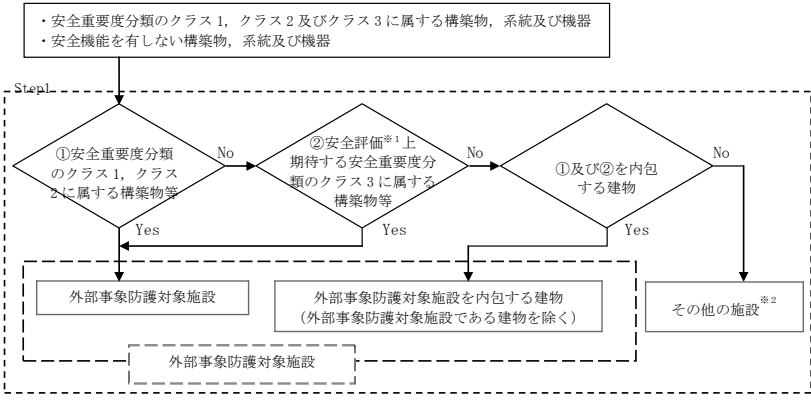 ・安全重要度分類のクラス1，クラス2及びクラス3に属する構築物，系統及び機器
・安全機能を有しない構築物，系統及び機器
Step1
①安全重要度分類
のクラス1，クラス
2に属する構築物等
No
②安全評価※1上
期待する安全重要度分
類のクラス3に属する
構築物等
No
①及び②を内包
する建物
No
Yes
Yes
Yes
外部事象防護対象施設
外部事象防護対象施設を内包する建物
（外部事象防護対象施設である建物を除く）
その他の施設※2
外部事象防護対象施設